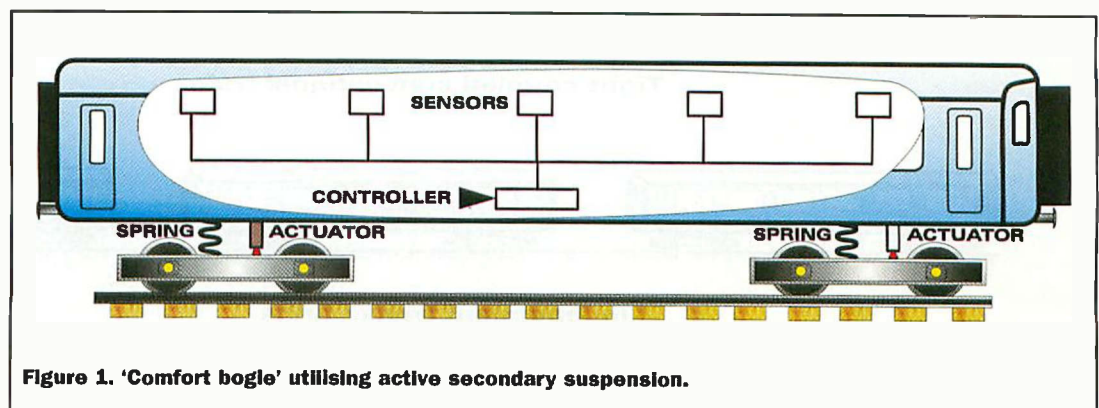 SENSORS
CONTROLLER
SPRING ACTUATOR SPRING ACTUATOR
Figure 1. 'Comfort bogie' utilising active secondary suspension.